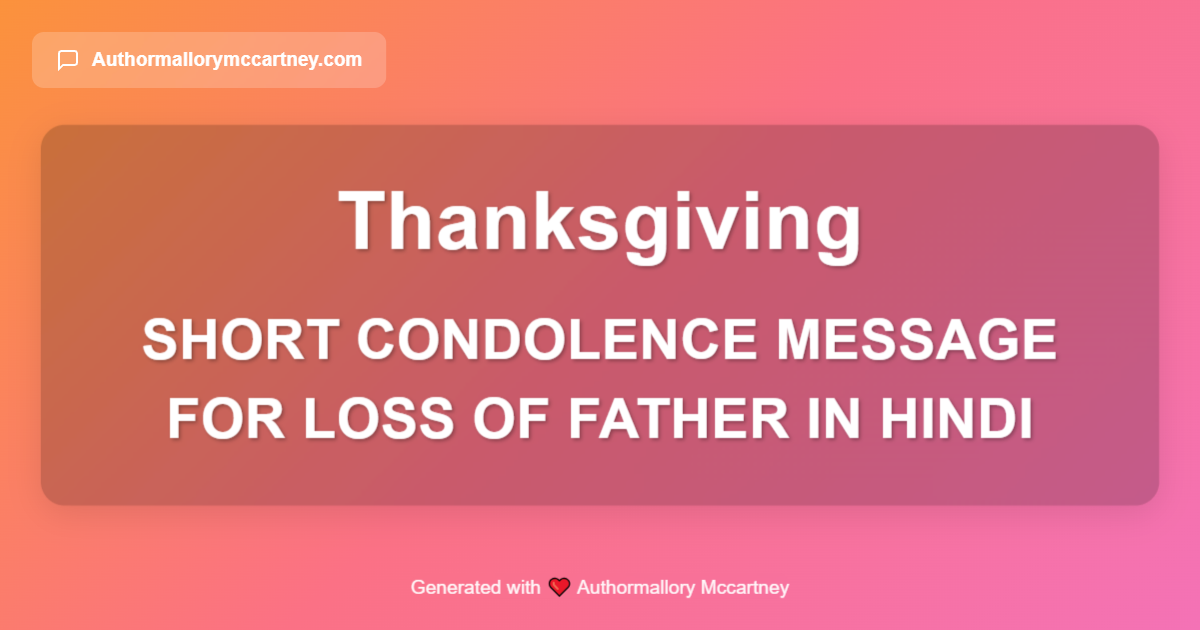 Authormallorymccartney.com
Thanksgiving
SHORT CONDOLENCE MESSAGE
FOR LOSS OF FATHER IN HINDI
Generated with ❤ Authormallory Mccartney